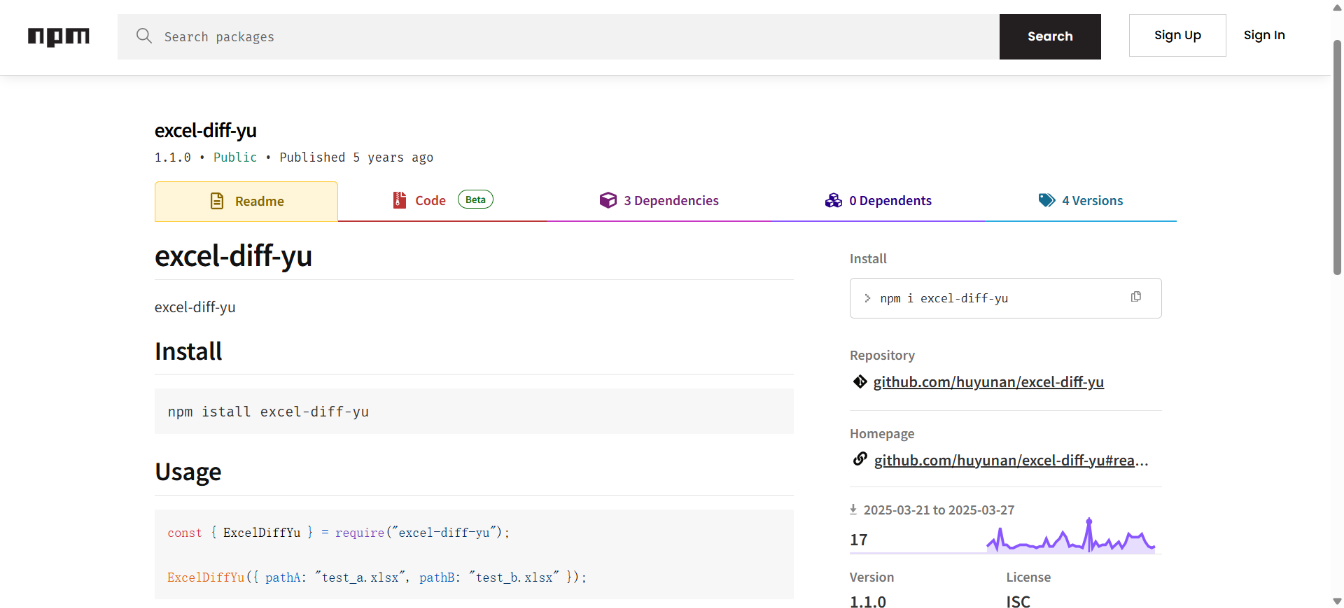 npm
Search packages
Search
Sign Up
Sign In
excel-diff-yu
1.1.0 • Public • Published 5 years ago
Readme
Code Beta
3 Dependencies
0 Dependents
4 Versions
excel-diff-yu
excel-diff-yu
Install
npm istall excel-diff-yu
Usage
const { ExcelDiffYu } = require("excel-diff-yu");
ExcelDiffYu({ pathA: "test_a.xlsx", pathB: "test_b.xlsx" });
Install
> npm i excel-diff-yu
Repository
github.com/huyunan/excel-diff-yu
Homepage
github.com/huyunan/excel-diff-yu#rea...
2025-03-21 to 2025-03-27
17
Version
1.1.0
License
ISC